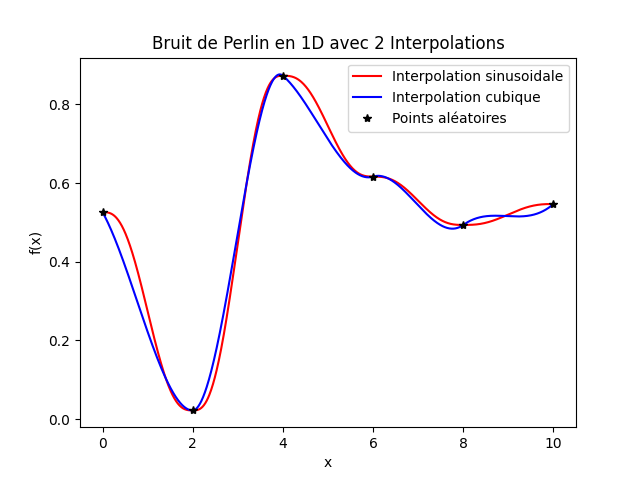 Bruit de Perlin en 1D avec 2 Interpolations
Interpolation sinusoidale
Interpolation cubique
Points aléatoires
f(x)
0.8
0.6
0.4
0.2
0.0
0 2 4 6 8 10
x